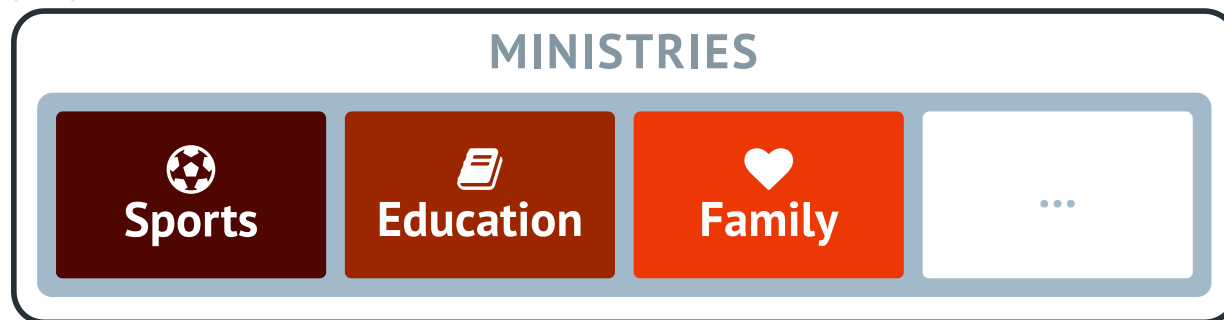 MINISTRIES
Sports
Education
Family
...